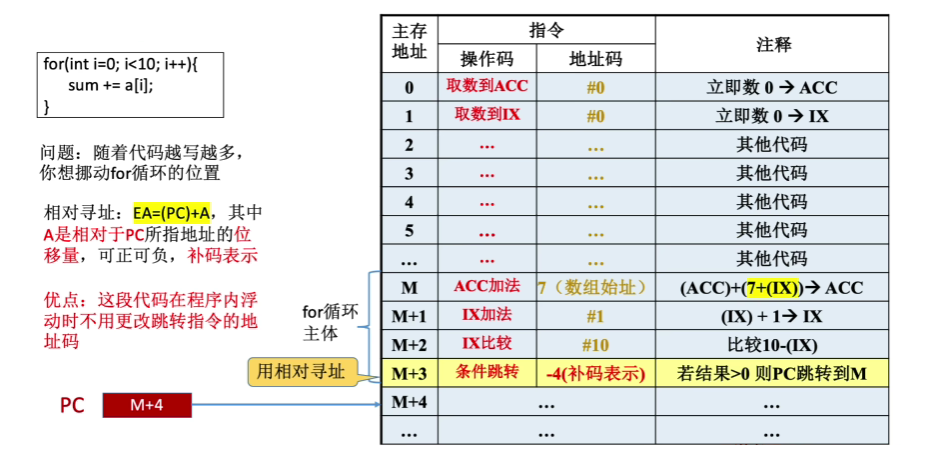 for(int i=0; i<10; i++){
sum += a[i];
}
问题：随着代码越写越多，
你想挪动for循环的位置
相对寻址：EA=(PC)+A，其中
A是相对于PC所指地址的位
移量，可正可负，补码表示
优点：这段代码在程序内浮
动时不用更改跳转指令的地
址码
for循环
主体
用相对寻址
PC M+4
主存地址 指令 注释
操作码 地址码
0 取数到ACC #0 立即数 0 → ACC
1 取数到IX #0 立即数 0 → IX
2 ... ... 其他代码
3 ... ... 其他代码
4 ... ... 其他代码
5 ... ... 其他代码
... ... ... 其他代码
M ACC加法 7（数组始址） (ACC)+(7+(IX))→ ACC
M+1 IX加法 #1 (IX) + 1→ IX
M+2 IX比较 #10 比较10-(IX)
M+3 条件跳转 -4(补码表示) 若结果>0 则PC跳转到M
M+4 ... ...
... ... ...